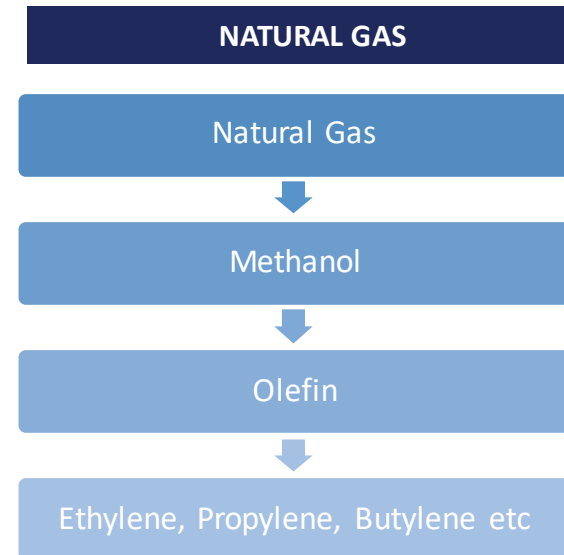 NATURAL GAS
Natural Gas
Methanol
Olefin
Ethylene, Propylene, Butylene etc